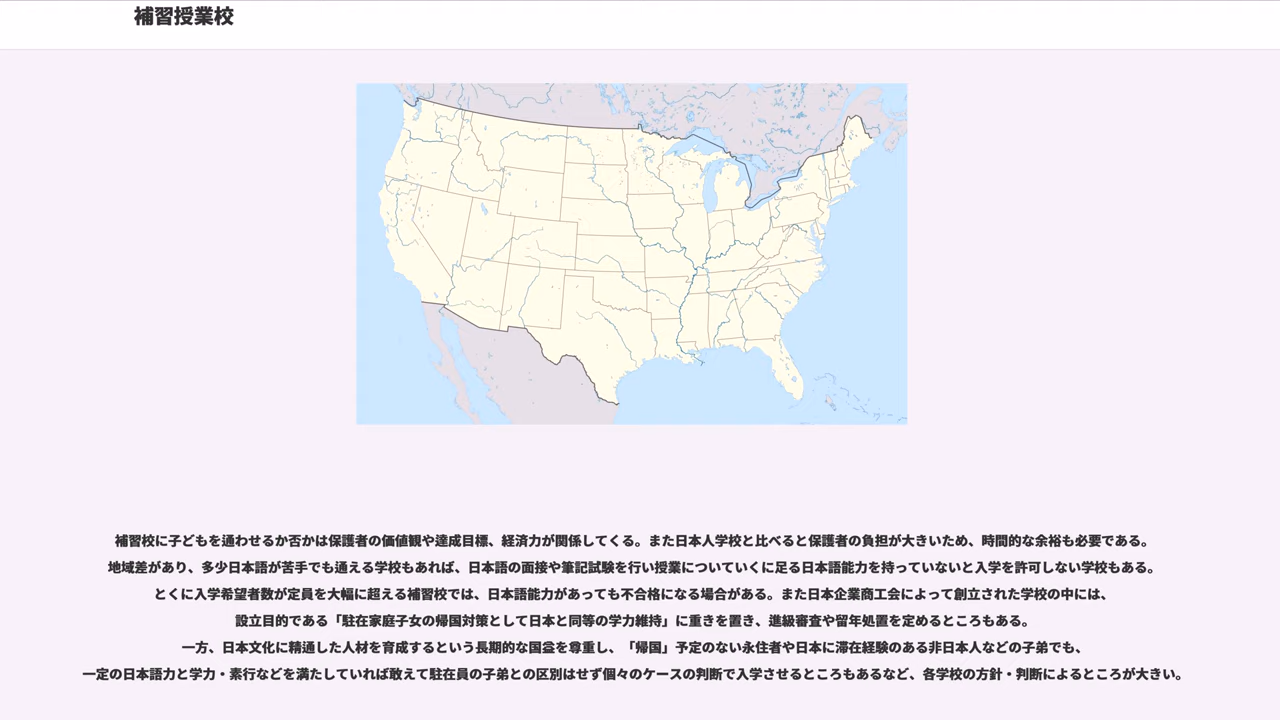 補習授業校
補習校に子どもを通わせるか否かは保護者の価値観や達成目標、経済力が関係してくる。また日本人学校と比べると保護者の負担が大きいため、時間的な余裕も必要である。
地域差があり、多少日本語が苦手でも通える学校もあれば、日本語の面接や筆記試験を行い授業についていくに足る日本語能力を持っていないと入学を許可しない学校もある。
とくに入学希望者数が定員を大幅に超える補習校では、日本語能力があっても不合格になる場合がある。また日本企業商工会によって創立された学校の中には、
設立目的である「駐在家庭子女の帰国対策として日本と同等の学力維持」に重きを置き、進級審査や留年処置を定めるところもある。
一方、日本文化に精通した人材を育成するという長期的な国益を尊重し、「帰国」予定のない永住者や日本に滞在経験のある非日本人などの子弟でも、
一定の日本語力と学力・素行などを満たしていれば敢えて駐在員の子弟との区別はせず個々のケースの判断で入学させるところもあるなど、各学校の方針・判断によるところが大きい。